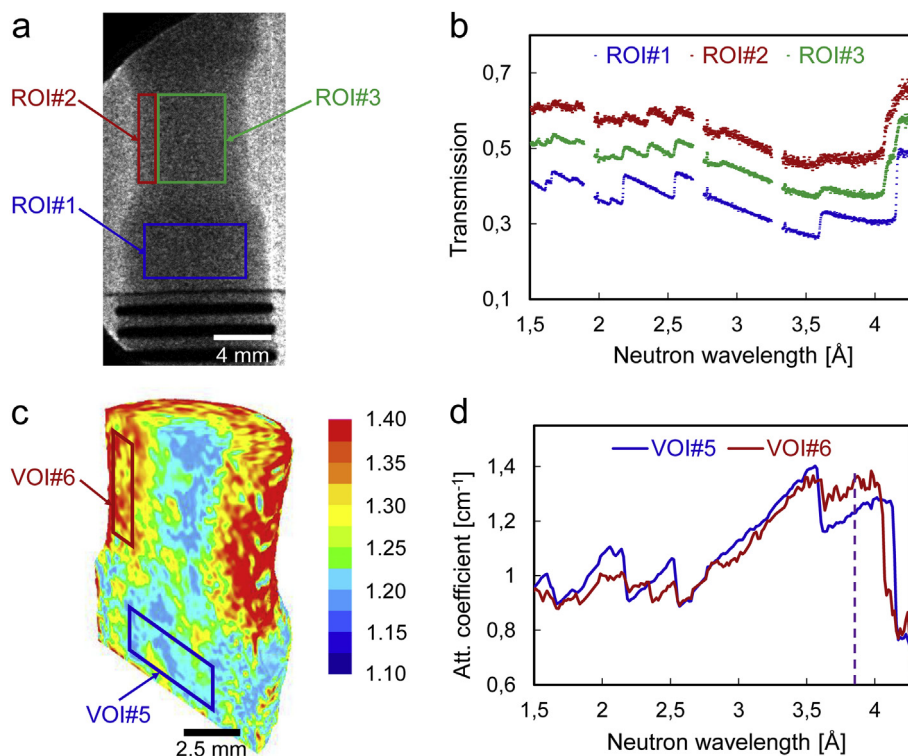 a
ROI#2
ROI#3
ROI#1
4 mm
b
ROI#1 ROI#2 ROI#3
0,7
0,5
0,3
0,1
Transmission
1,5 2 2,5 3 3,5 4
Neutron wavelength [Å]
c
VOI#6
VOI#5
2.5 mm
1.40
1.35
1.30
1.25
1.20
1.15
1.10
d
VOI#5 VOI#6
1,4
1,2
1
0,8
0,6
Att. coefficient [cm⁻¹]
1,5 2 2,5 3 3,5 4
Neutron wavelength [Å]